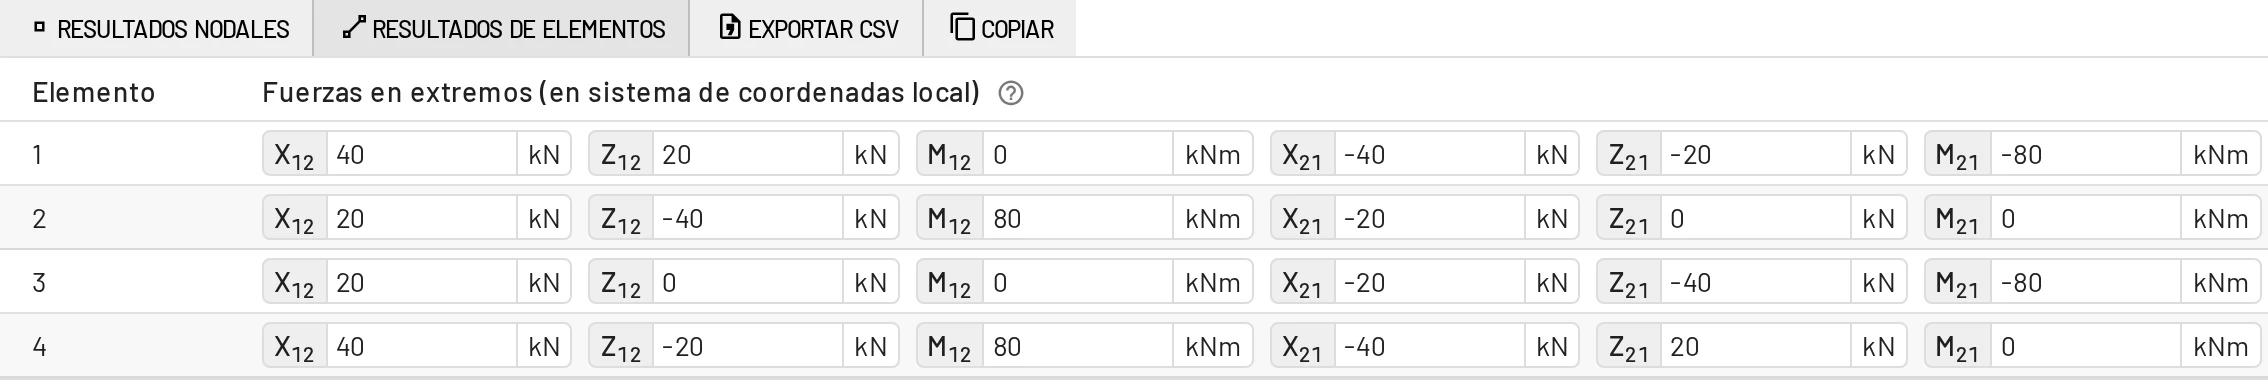 RESULTADOS NODALES RESULTADOS DE ELEMENTOS EXPORTAR CSV COPIAR
Elemento Fuerzas en extremos (en sistema de coordenadas local) ?
1 X₁₂ 40 kN Z₁₂ 20 kN M₁₂ 0 kNm X₂₁ -40 kN Z₂₁ -20 kN M₂₁ -80 kNm
2 X₁₂ 20 kN Z₁₂ -40 kN M₁₂ 80 kNm X₂₁ -20 kN Z₂₁ 0 kN M₂₁ 0 kNm
3 X₁₂ 20 kN Z₁₂ 0 kN M₁₂ 0 kNm X₂₁ -20 kN Z₂₁ -40 kN M₂₁ -80 kNm
4 X₁₂ 40 kN Z₁₂ -20 kN M₁₂ 80 kNm X₂₁ -40 kN Z₂₁ 20 kN M₂₁ 0 kNm